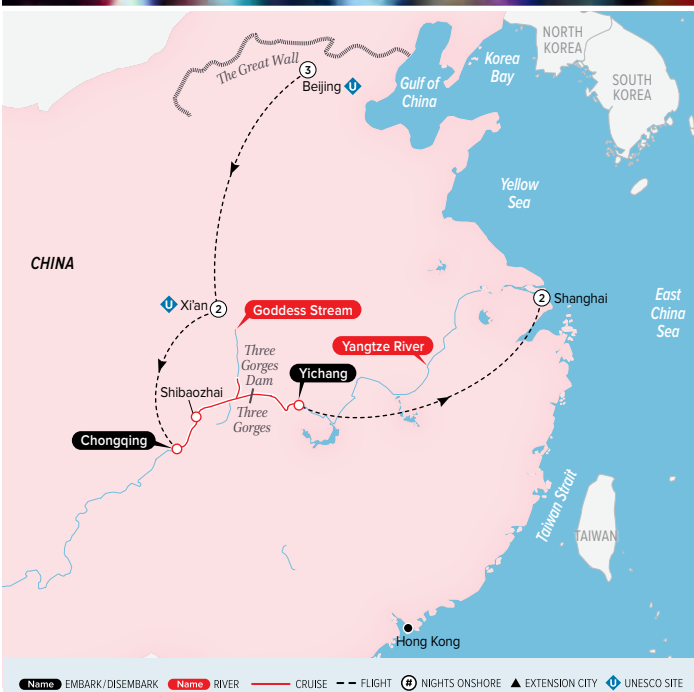 NORTH
KOREA
Korea
Bay
SOUTH
KOREA
The Great Wall
3
Beijing U
Gulf of
China
Yellow
Sea
CHINA
U Xi'an 2
Goddess Stream
2 Shanghai
East
China
Sea
Three
Gorges
Dam
Yangtze River
Yichang
Shibaozhai
Three
Gorges
Chongqing
Taiwan Strait
TAIWAN
Hong Kong
Name EMBARK/DISEMBARK Name RIVER CRUISE FLIGHT # NIGHTS ONSHORE EXTENSION CITY U UNESCO SITE